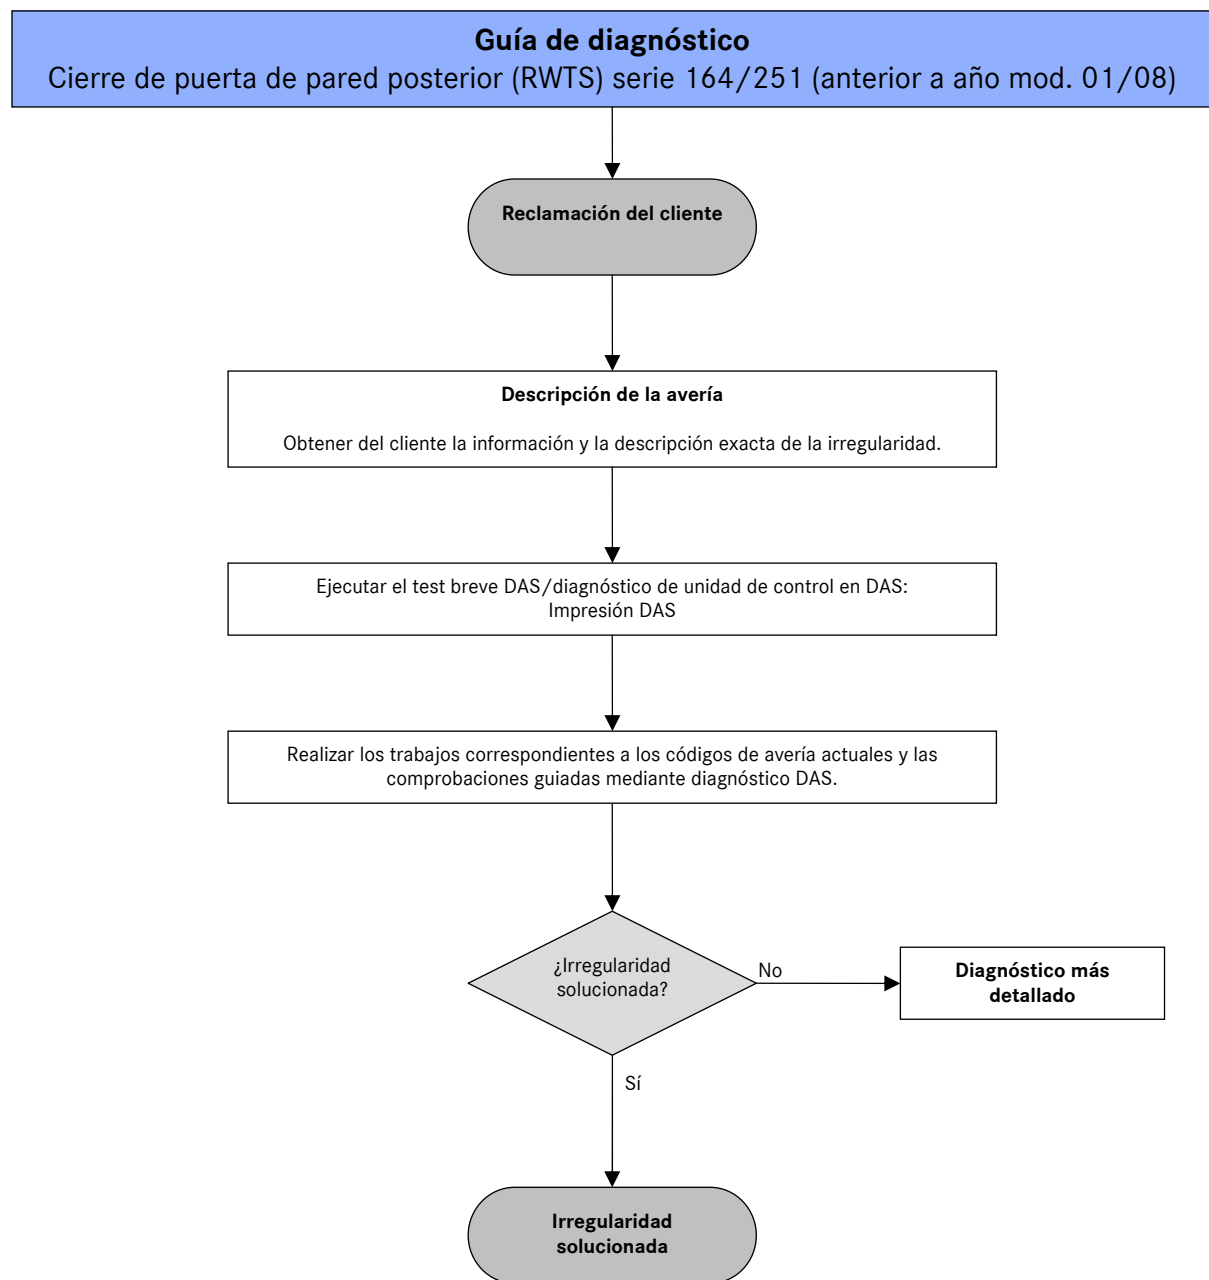 Guía de diagnóstico
Cierre de puerta de pared posterior (RWTS) serie 164/251 (anterior a año mod. 01/08)
Reclamación del cliente
Descripción de la avería
Obtener del cliente la información y la descripción exacta de la irregularidad.
Ejecutar el test breve DAS/diagnóstico de unidad de control en DAS:
Impresión DAS
Realizar los trabajos correspondientes a los códigos de avería actuales y las
comprobaciones guiadas mediante diagnóstico DAS.
¿Irregularidad
solucionada?
No
Diagnóstico más
detallado
Sí
Irregularidad
solucionada